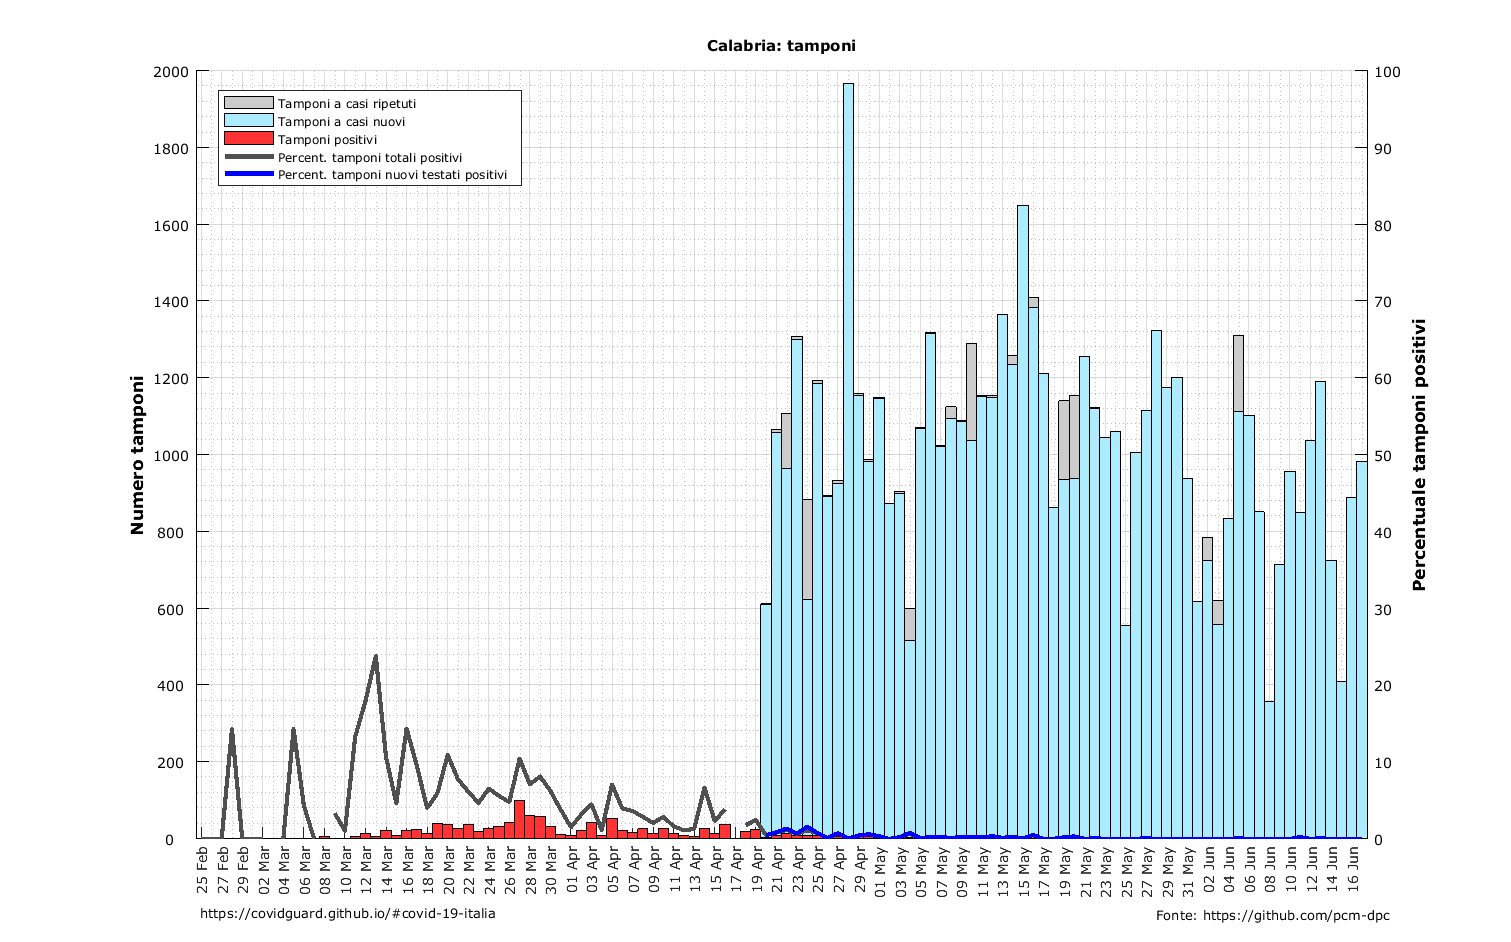 Calabria: tamponi
Tamponi a casi ripetuti
Tamponi a casi nuovi
Tamponi positivi
Percent. tamponi totali positivi
Percent. tamponi nuovi testati positivi
Numero tamponi
2000
1800
1600
1400
1200
1000
800
600
400
200
0
Percentuale tamponi positivi
100
90
80
70
60
50
40
30
20
10
0
25 Feb
27 Feb
29 Feb
02 Mar
04 Mar
06 Mar
08 Mar
10 Mar
12 Mar
14 Mar
16 Mar
18 Mar
20 Mar
22 Mar
24 Mar
26 Mar
28 Mar
30 Mar
01 Apr
03 Apr
05 Apr
07 Apr
09 Apr
11 Apr
13 Apr
15 Apr
17 Apr
19 Apr
21 Apr
23 Apr
25 Apr
27 Apr
29 Apr
01 May
03 May
05 May
07 May
09 May
11 May
13 May
15 May
17 May
19 May
21 May
23 May
25 May
27 May
29 May
31 May
02 Jun
04 Jun
06 Jun
08 Jun
10 Jun
12 Jun
14 Jun
16 Jun
https://covidguard.github.io/#covid-19-italia
Fonte: https://github.com/pcm-dpc